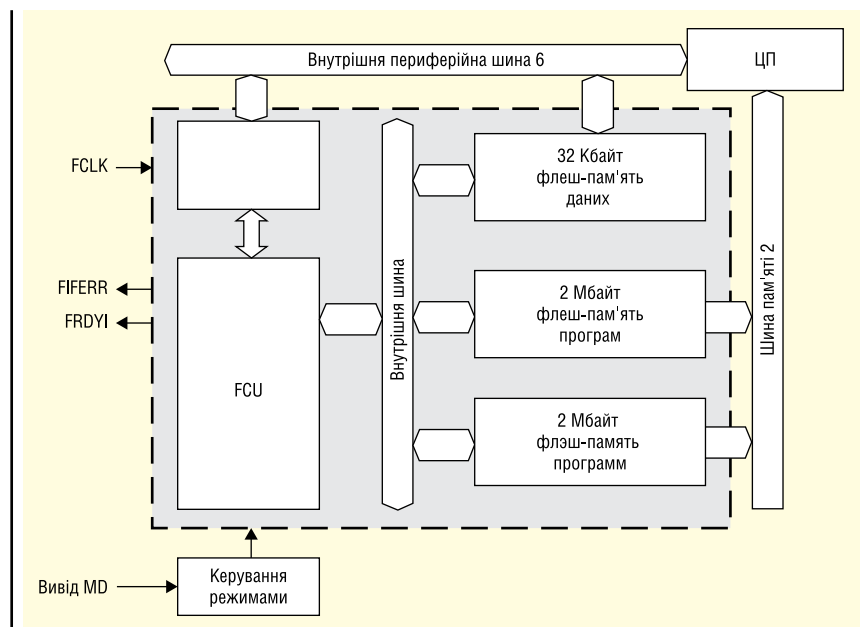 Внутрішня периферійна шина 6
ЦП
FCLK
32 Кбайт
флеш-пам'ять
даних
FIFERR
FRDYI
FCU
Внутрішня шина
2 Мбайт
флеш-пам'ять
програм
Шина пам'яті 2
2 Мбайт
флэш-память
программ
Вивід MD
Керування
режимами